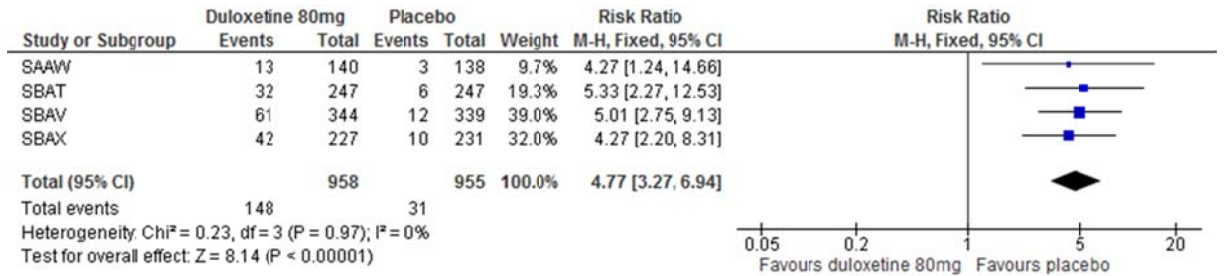 Duloxetine 80mg Placebo Risk Ratio Risk Ratio
Study or Subgroup Events Total Events Total Weight M-H, Fixed, 95% CI M-H, Fixed, 95% CI
SAAW 13 140 3 138 9.7% 4.27 [1.24, 14.66]
SBAT 32 247 6 247 19.3% 5.33 [2.27, 12.53]
SBAV 61 344 12 339 39.0% 5.01 [2.75, 9.13]
SBAX 42 227 10 231 32.0% 4.27 [2.20, 8.31]
Total (95% CI) 958 955 100.0% 4.77 [3.27, 6.94]
Total events 148 31
Heterogeneity: Chi² = 0.23, df = 3 (P = 0.97); I² = 0%
Test for overall effect: Z = 8.14 (P < 0.00001)
0.05 0.2 1 5 20
Favours duloxetine 80mg Favours placebo